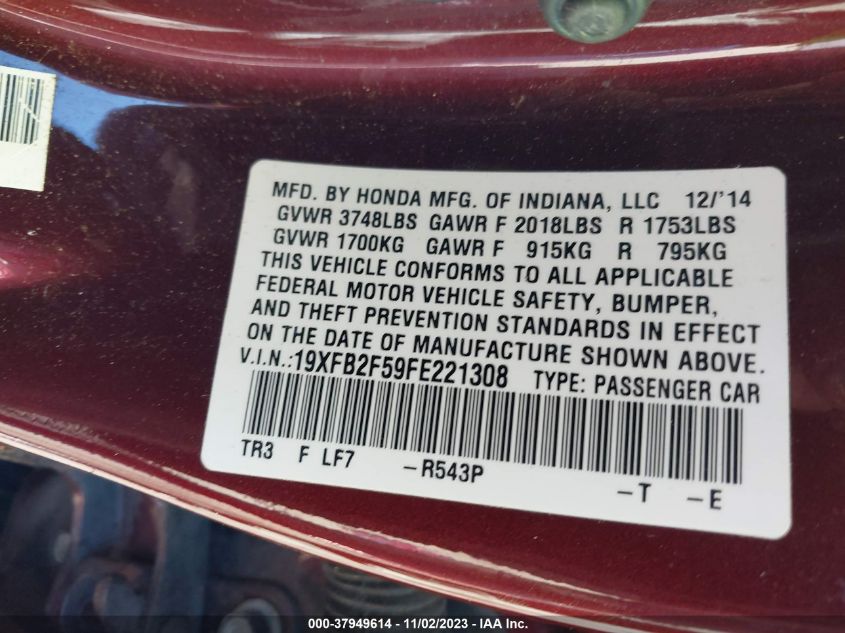 MFD. BY HONDA MFG. OF INDIANA, LLC 12/'14
GVWR 3748LBS GAWR F 2018LBS R 1753LBS
GVWR 1700KG GAWR F 915KG R 795KG
THIS VEHICLE CONFORMS TO ALL APPLICABLE
FEDERAL MOTOR VEHICLE SAFETY, BUMPER,
AND THEFT PREVENTION STANDARDS IN EFFECT
ON THE DATE OF MANUFACTURE SHOWN ABOVE.
V.I.N.:19XFB2F59FE221308 TYPE: PASSENGER CAR
TR3 F LF7 -R543P -T -E
000-37949614 - 11/02/2023 - IAA Inc.